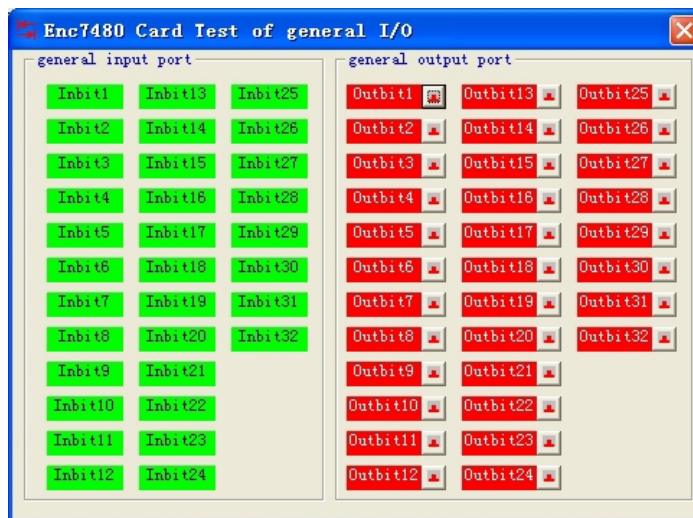 Enc7480 Card Test of general I/O
general input port
Inbit1 Inbit13 Inbit25
Inbit2 Inbit14 Inbit26
Inbit3 Inbit15 Inbit27
Inbit4 Inbit16 Inbit28
Inbit5 Inbit17 Inbit29
Inbit6 Inbit18 Inbit30
Inbit7 Inbit19 Inbit31
Inbit8 Inbit20 Inbit32
Inbit9 Inbit21
Inbit10 Inbit22
Inbit11 Inbit23
Inbit12 Inbit24
general output port
Outbit1 Outbit13 Outbit25
Outbit2 Outbit14 Outbit26
Outbit3 Outbit15 Outbit27
Outbit4 Outbit16 Outbit28
Outbit5 Outbit17 Outbit29
Outbit6 Outbit18 Outbit30
Outbit7 Outbit19 Outbit31
Outbit8 Outbit20 Outbit32
Outbit9 Outbit21
Outbit10 Outbit22
Outbit11 Outbit23
Outbit12 Outbit24